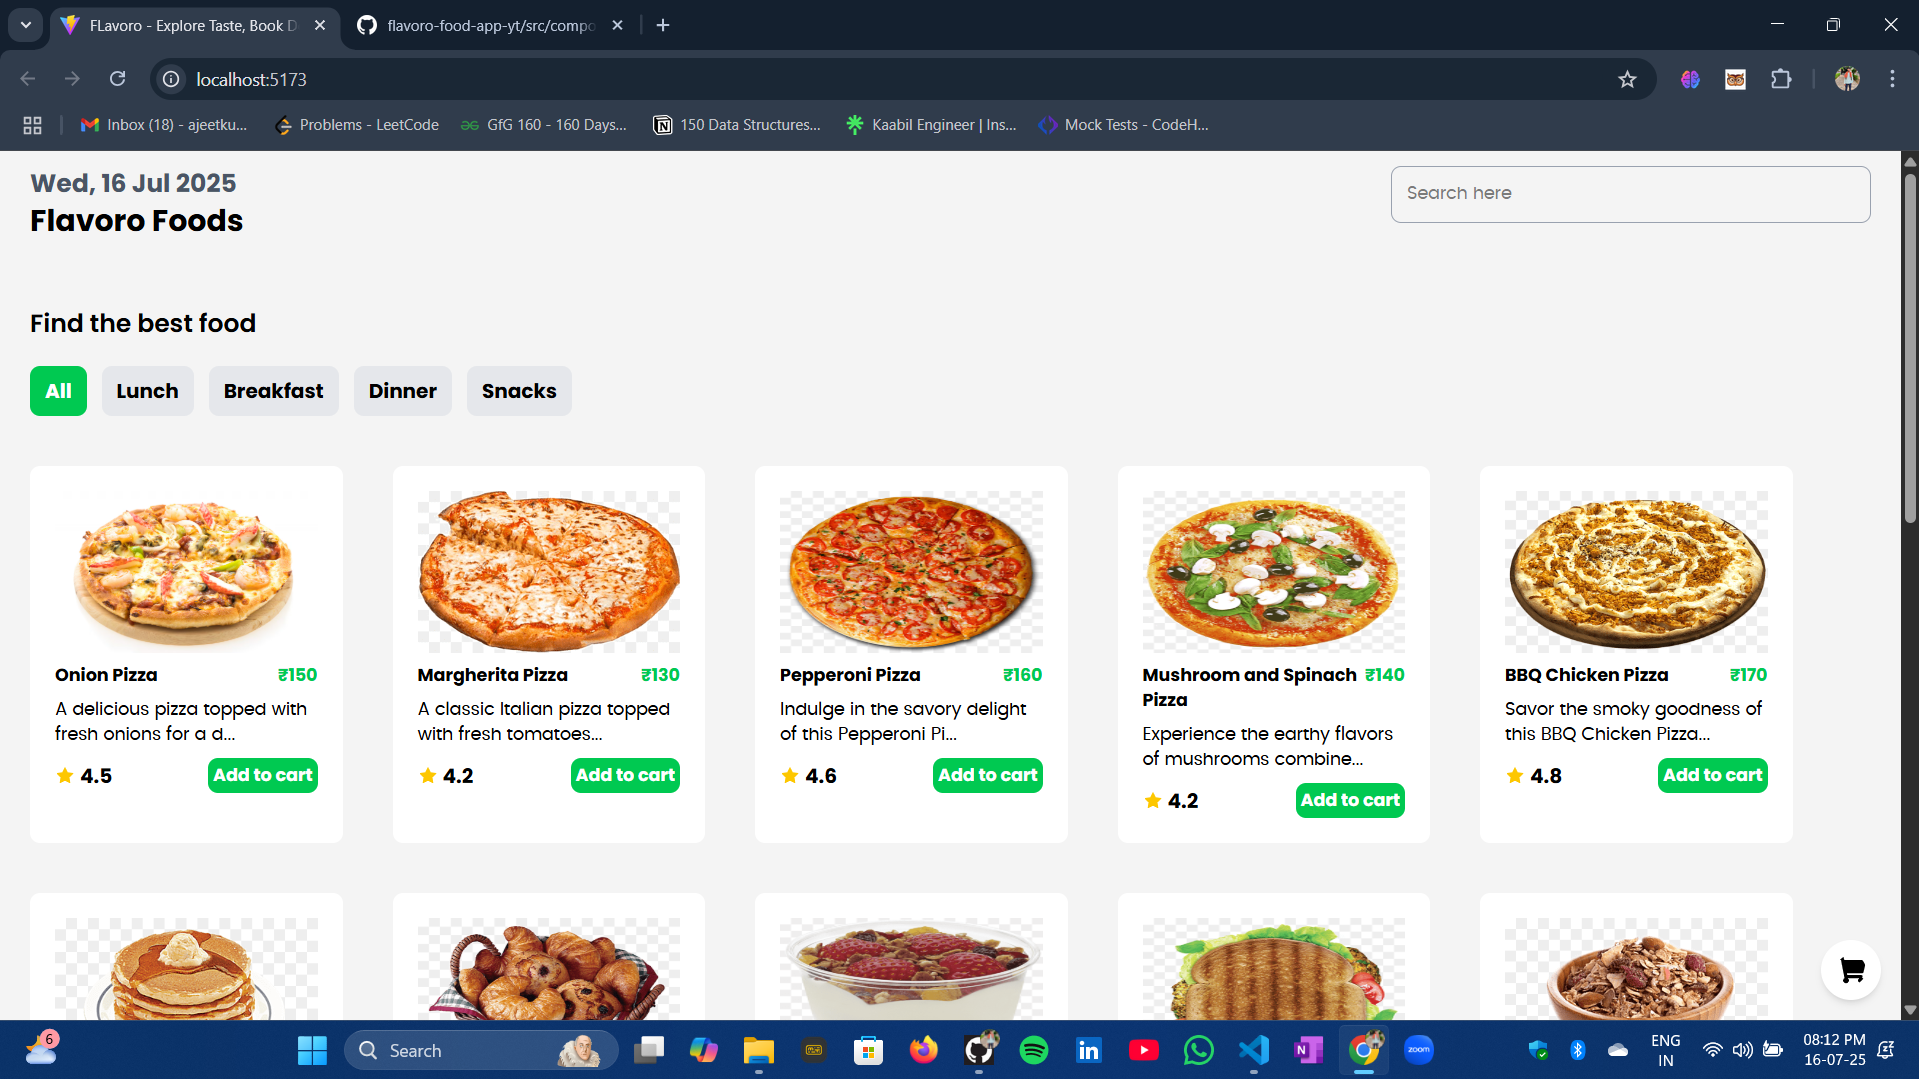 FLavoro - Explore Taste, Book D
flavoro-food-app-yt/src/compo
localhost:5173
Inbox (18) - ajeetku...
Problems - LeetCode
GfG 160 - 160 Days...
150 Data Structures...
Kaabil Engineer | Ins...
Mock Tests - CodeH...
Wed, 16 Jul 2025
Flavoro Foods
Search here
Find the best food
All
Lunch
Breakfast
Dinner
Snacks
Onion Pizza ₹150
A delicious pizza topped with
fresh onions for a d...
4.5 Add to cart
Margherita Pizza ₹130
A classic Italian pizza topped
with fresh tomatoes...
4.2 Add to cart
Pepperoni Pizza ₹160
Indulge in the savory delight
of this Pepperoni Pi...
4.6 Add to cart
Mushroom and Spinach ₹140
Pizza
Experience the earthy flavors
of mushrooms combine...
4.2 Add to cart
BBQ Chicken Pizza ₹170
Savor the smoky goodness of
this BBQ Chicken Pizza...
4.8 Add to cart
6
Search
zoom
ENG
IN
08:12 PM
16-07-25